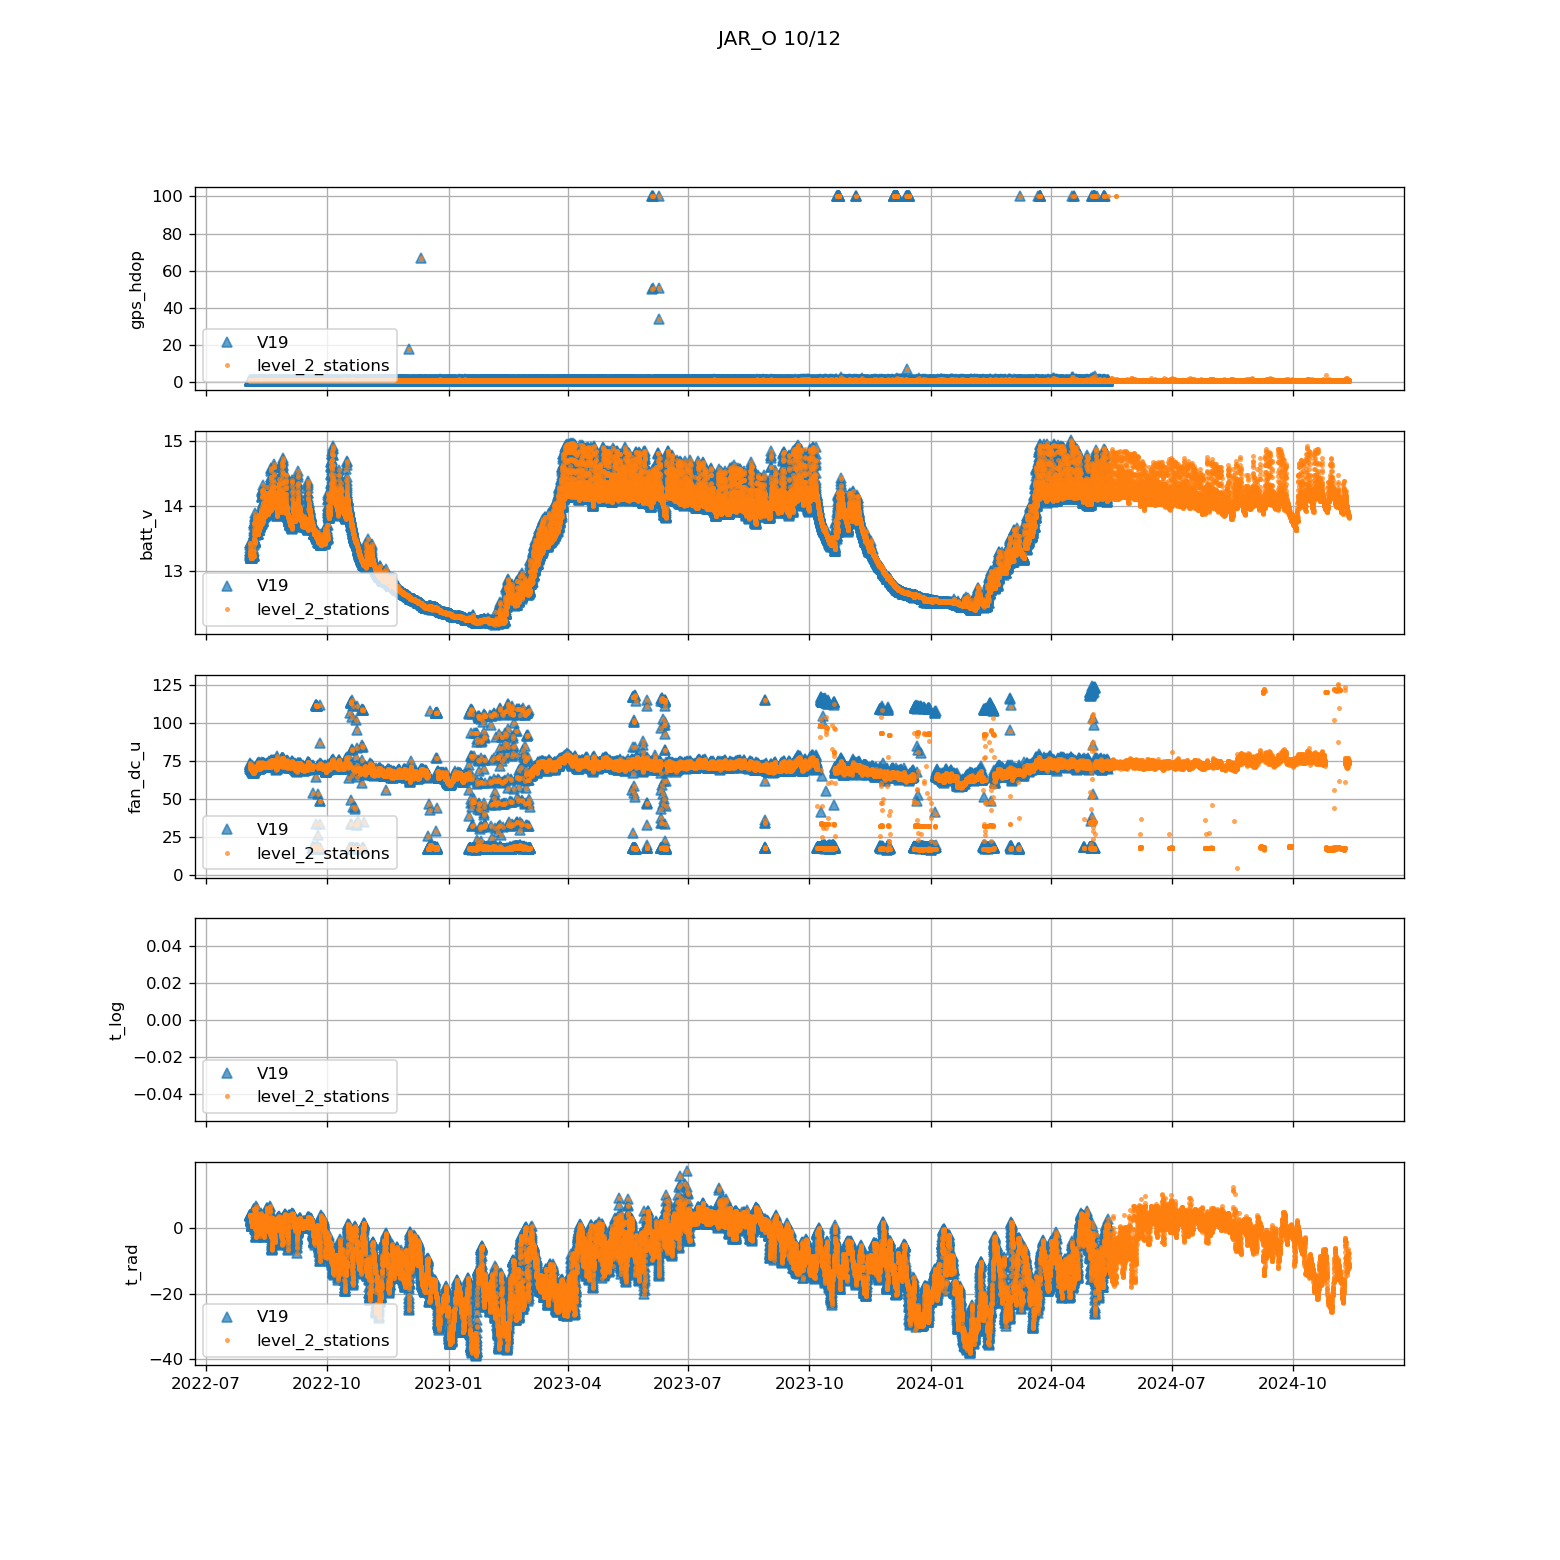 JAR_O 10/12
100
80
60
40
20
0
gps_hdop
V19
level_2_stations
15
14
13
batt_v
V19
level_2_stations
125
100
75
50
25
0
fan_dc_u
V19
level_2_stations
0.04
0.02
0.00
−0.02
−0.04
t_log
V19
level_2_stations
0
−20
−40
t_rad
V19
level_2_stations
2022-07 2022-10 2023-01 2023-04 2023-07 2023-10 2024-01 2024-04 2024-07 2024-10